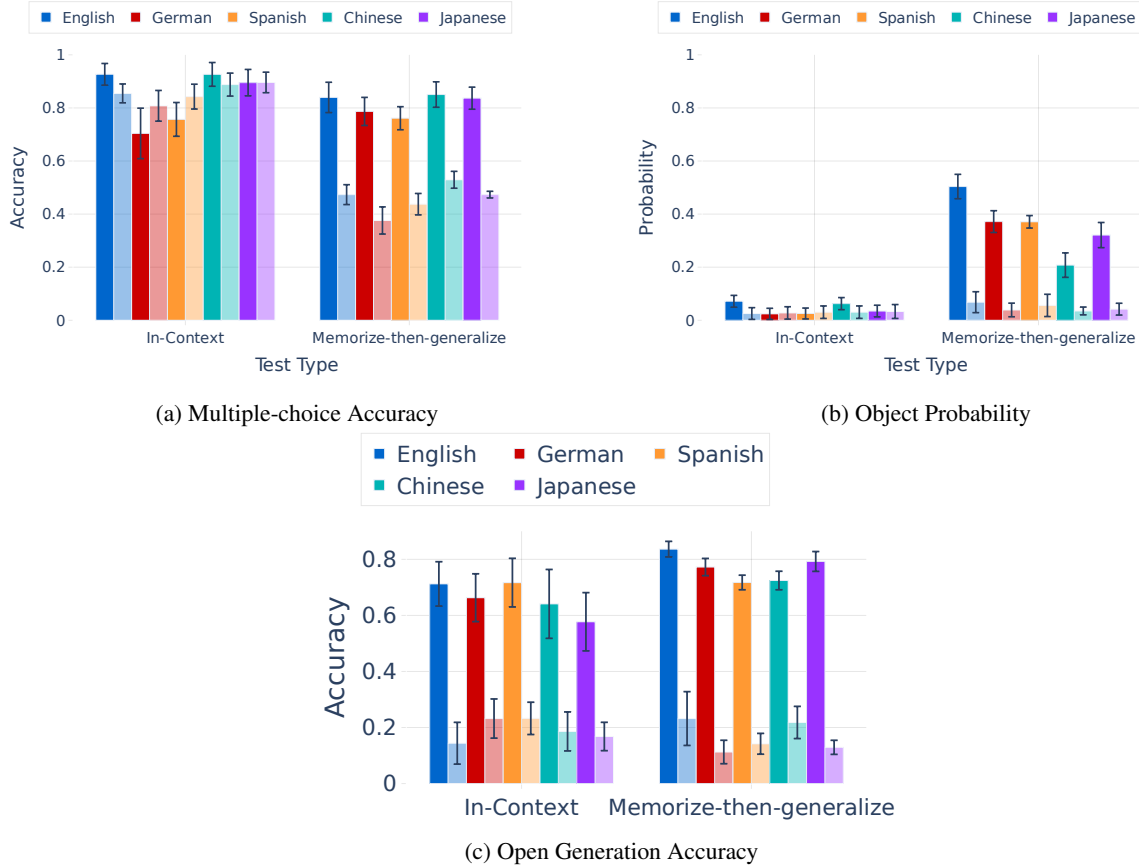 English German Spanish Chinese Japanese
1
0.8
0.6
0.4
0.2
0
Accuracy
In-Context Memorize-then-generalize
Test Type
(a) Multiple-choice Accuracy
English German Spanish Chinese Japanese
1
0.8
0.6
0.4
0.2
0
Probability
In-Context Memorize-then-generalize
Test Type
(b) Object Probability
English German Spanish
Chinese Japanese
0.8
0.6
0.4
0.2
0
Accuracy
In-Context Memorize-then-generalize
(c) Open Generation Accuracy